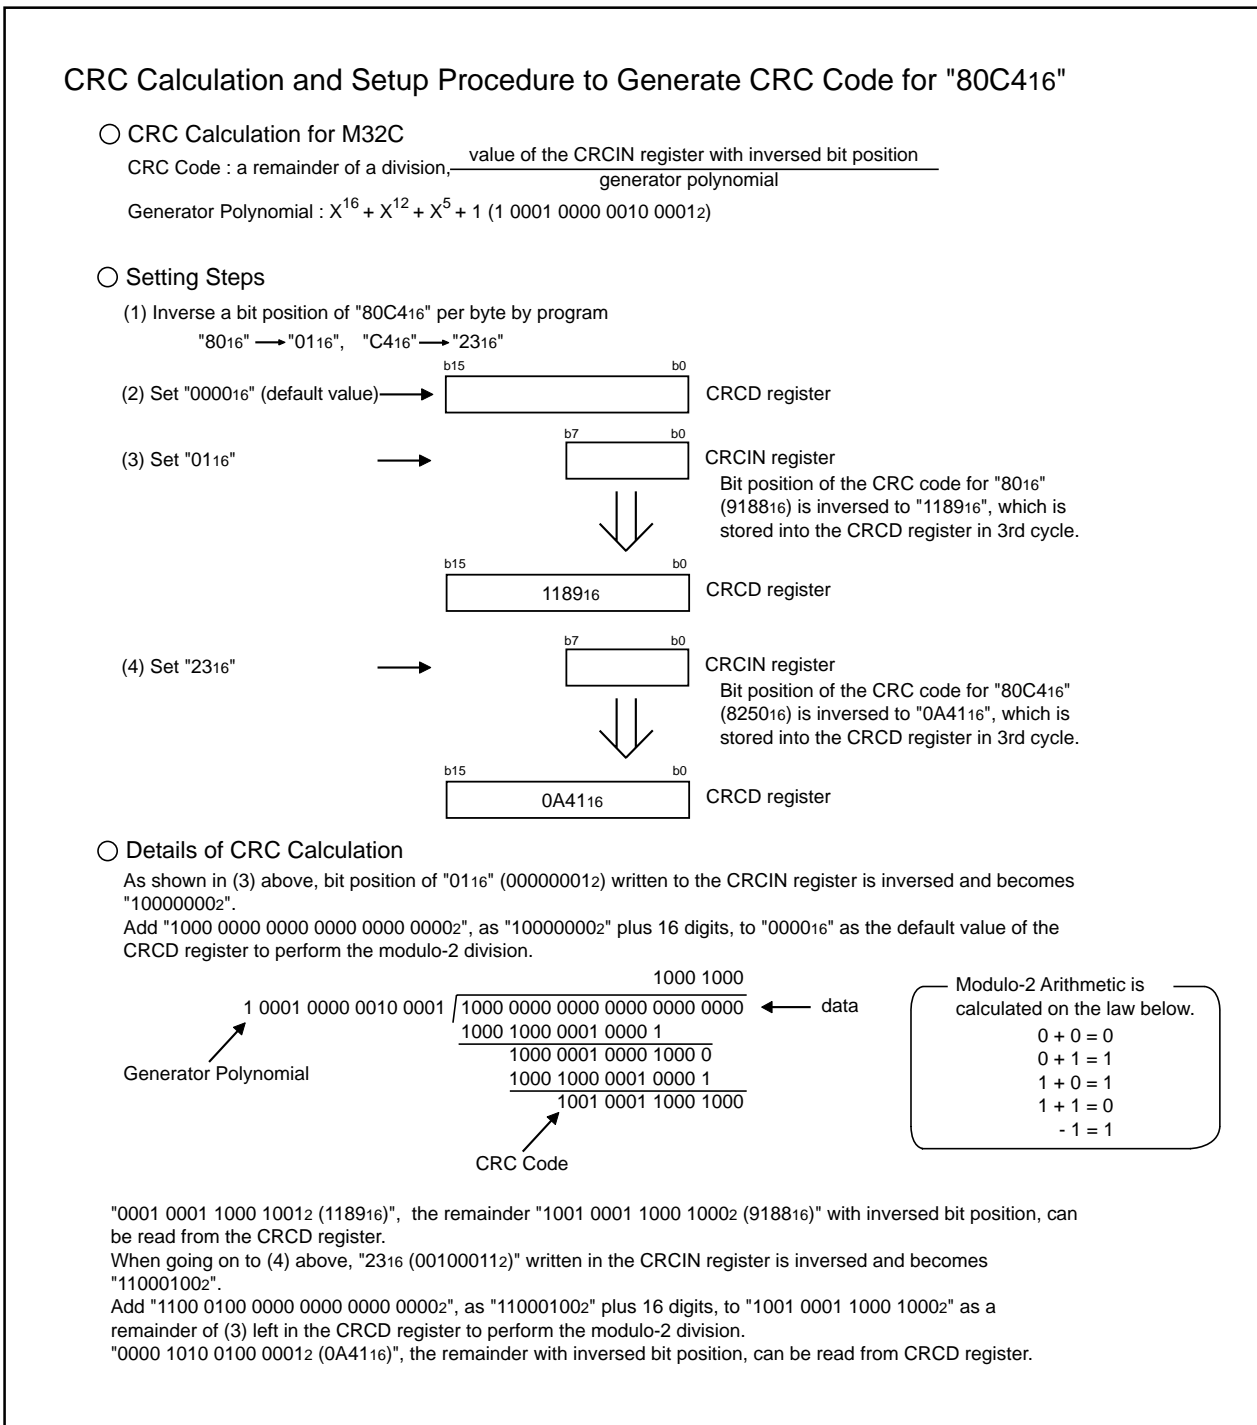 CRC Calculation and Setup Procedure to Generate CRC Code for "80C416"
CRC Calculation for M32C
CRC Code : a remainder of a division,
value of the CRCIN register with inversed bit position
generator polynomial
Generator Polynomial : X16 + X12 + X5 + 1 (1 0001 0000 0010 00012)
Setting Steps
(1) Inverse a bit position of "80C416" per byte by program
"8016" → "0116", "C416" → "2316"
b15 b0
(2) Set "000016" (default value) CRCD register
b7 b0
(3) Set "0116" CRCIN register
Bit position of the CRC code for "8016"
(918816) is inversed to "118916", which is
stored into the CRCD register in 3rd cycle.
b15 b0
118916 CRCD register
b7 b0
(4) Set "2316" CRCIN register
Bit position of the CRC code for "80C416"
(825016) is inversed to "0A4116", which is
stored into the CRCD register in 3rd cycle.
b15 b0
0A4116 CRCD register
Details of CRC Calculation
As shown in (3) above, bit position of "0116" (000000012) written to the CRCIN register is inversed and becomes
"100000002".
Add "1000 0000 0000 0000 0000 00002", as "100000002" plus 16 digits, to "000016" as the default value of the
CRCD register to perform the modulo-2 division.
1000 1000
1 0001 0000 0010 0001 1000 0000 0000 0000 0000 0000 data
1000 1000 0001 0000 1
1000 0001 0000 1000 0
1000 1000 0001 0000 1
1001 0001 1000 1000
Generator Polynomial
CRC Code
Modulo-2 Arithmetic is
calculated on the law below.
0 + 0 = 0
0 + 1 = 1
1 + 0 = 1
1 + 1 = 0
- 1 = 1
"0001 0001 1000 10012 (118916)", the remainder "1001 0001 1000 10002 (918816)" with inversed bit position, can
be read from the CRCD register.
When going on to (4) above, "2316 (001000112)" written in the CRCIN register is inversed and becomes
"110001002".
Add "1100 0100 0000 0000 0000 00002", as "110001002" plus 16 digits, to "1001 0001 1000 10002" as a
remainder of (3) left in the CRCD register to perform the modulo-2 division.
"0000 1010 0100 00012 (0A4116)", the remainder with inversed bit position, can be read from CRCD register.